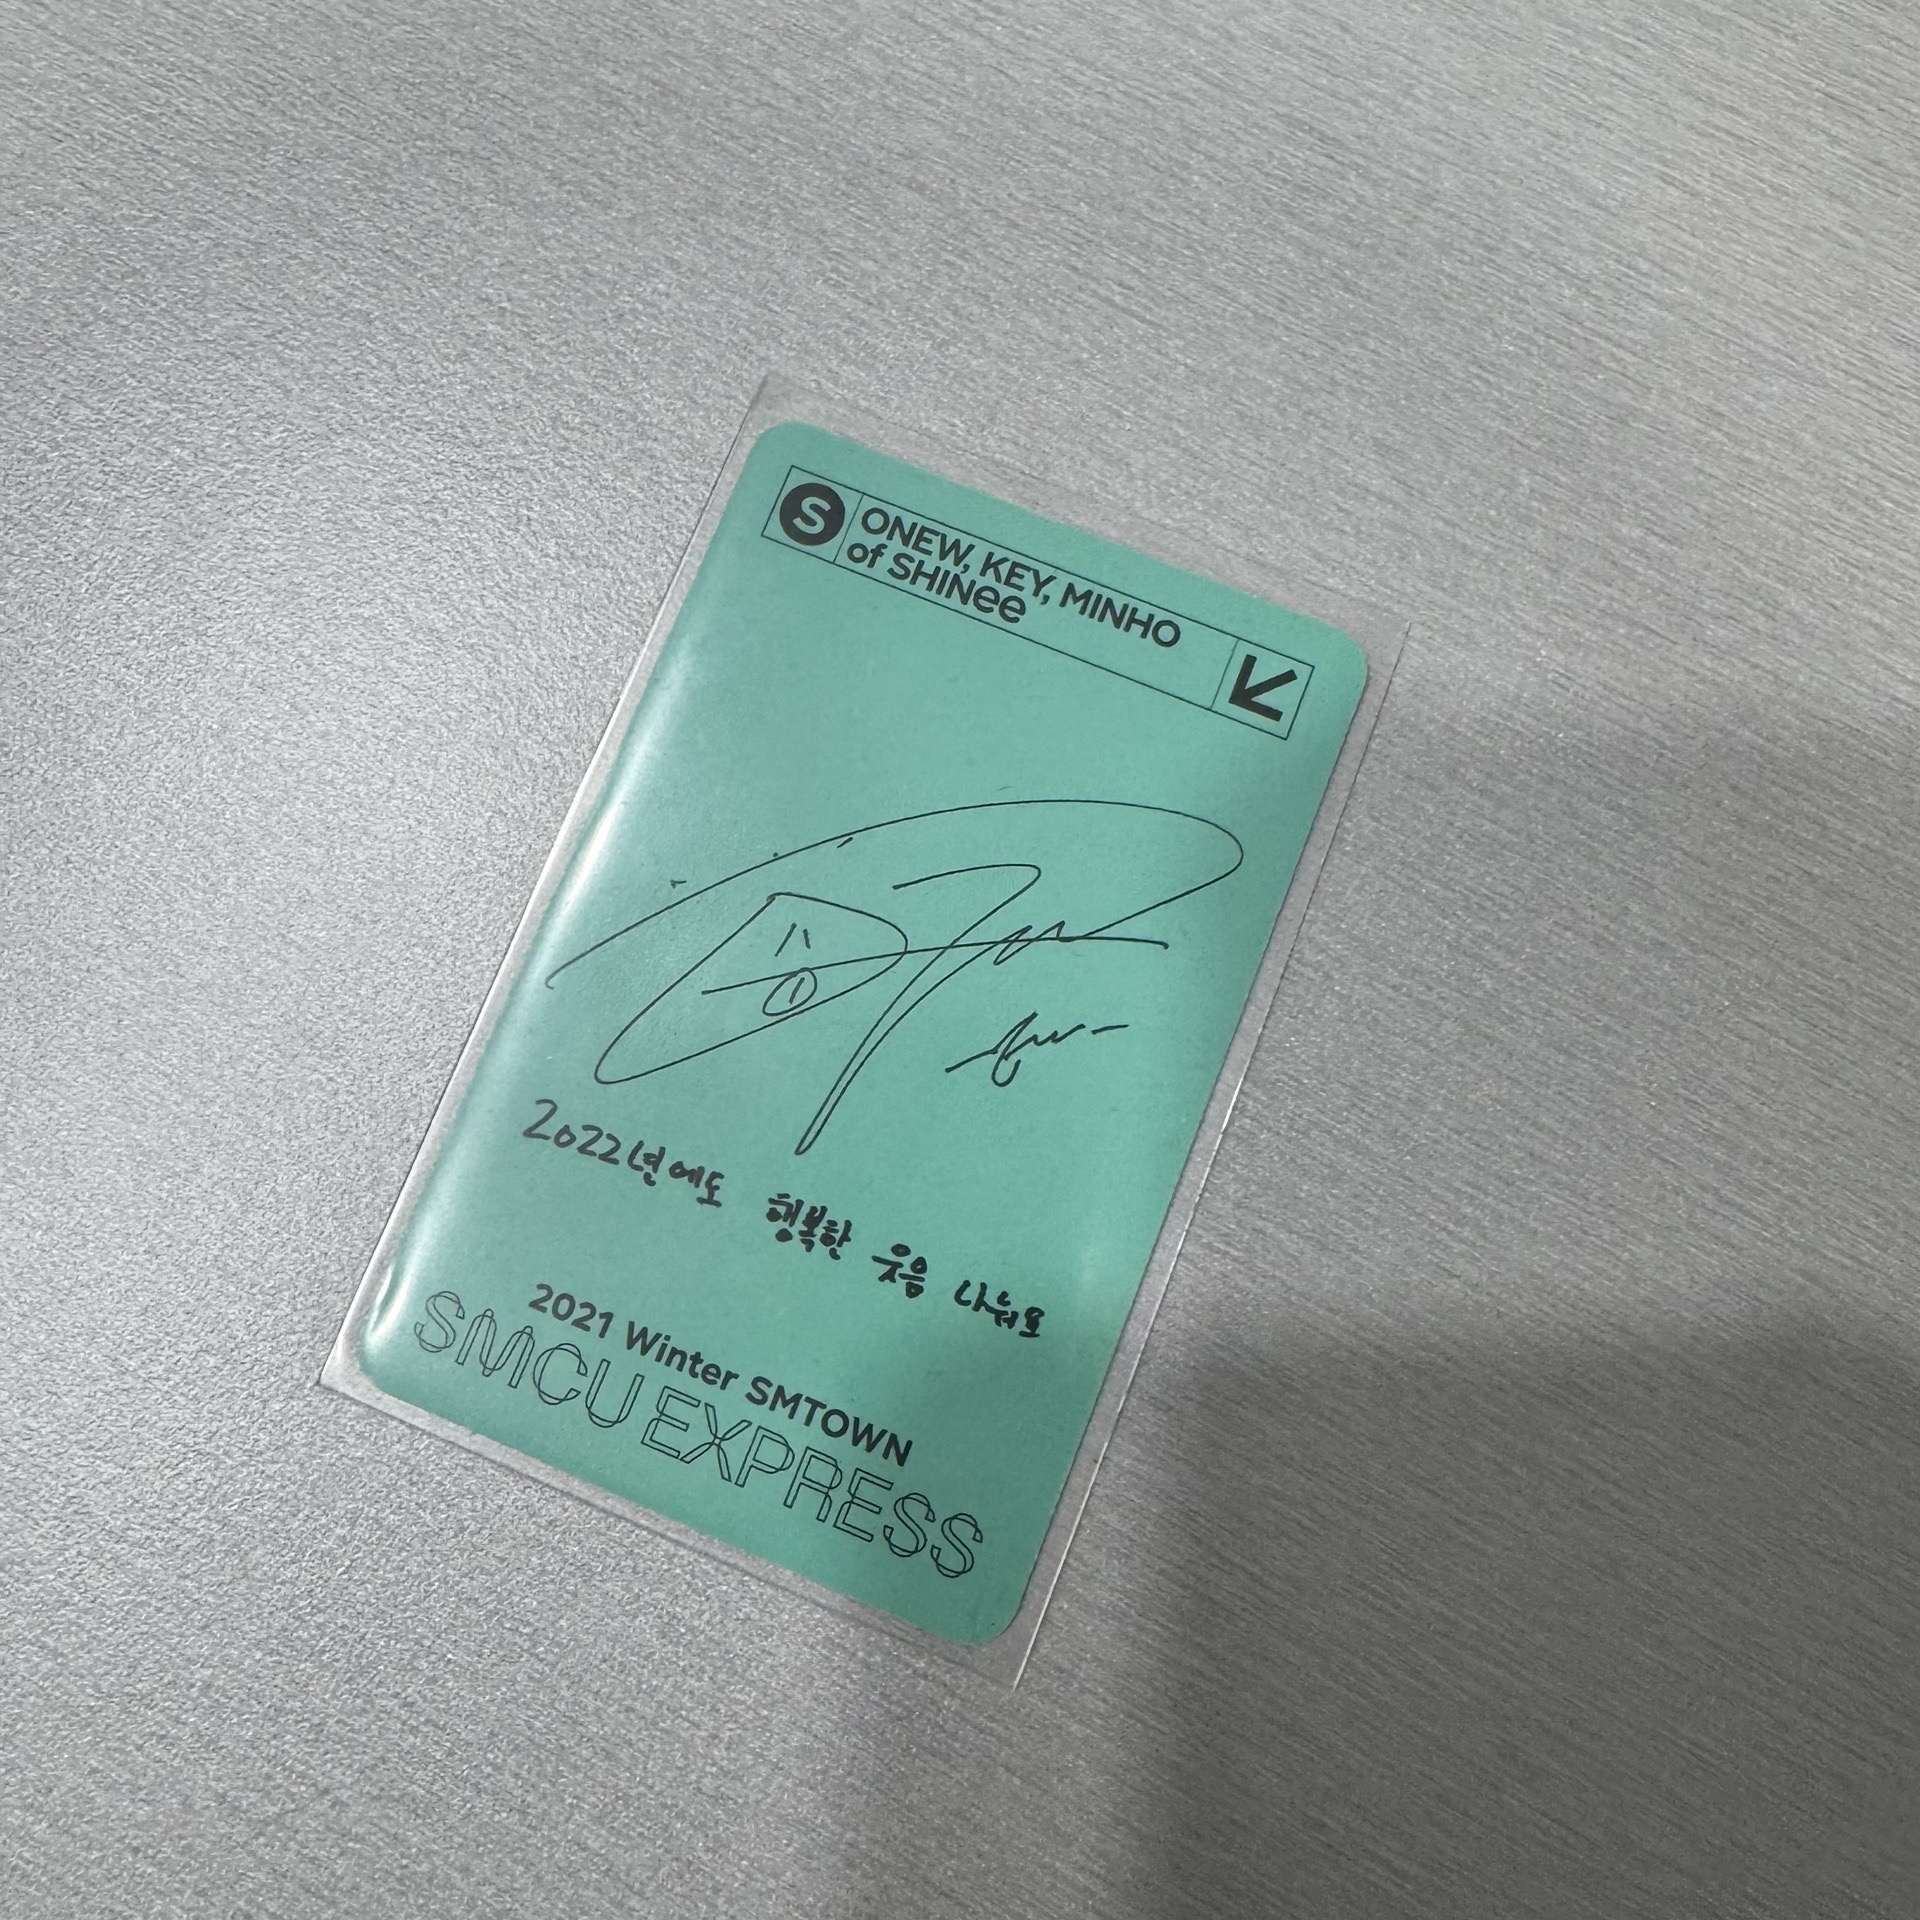 S
ONEW, KEY, MINHO
of SHINee
2022년에도 행복한 웃음 나눠요
2021 Winter SMTOWN
SMCU EXPRESS